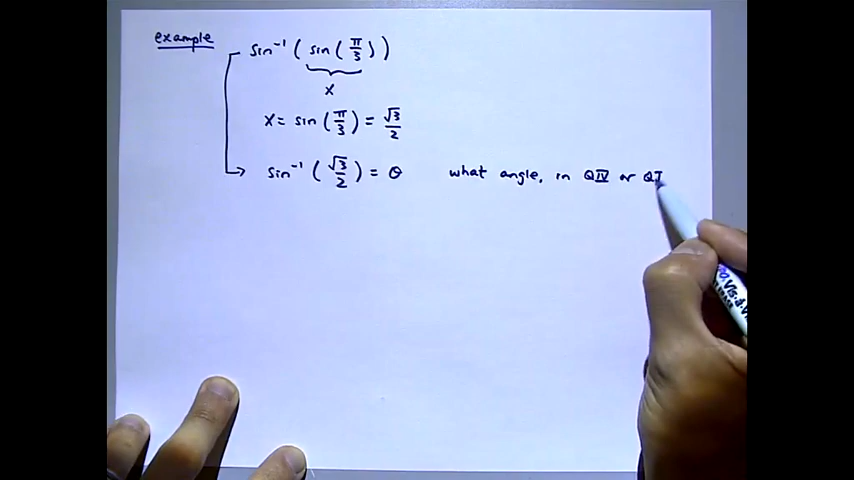 example sin⁻¹ ( sin ( π/3 ) )
x
x = sin ( π/3 ) = √3/2
sin⁻¹ ( √3/2 ) = θ what angle, in QIV or QI